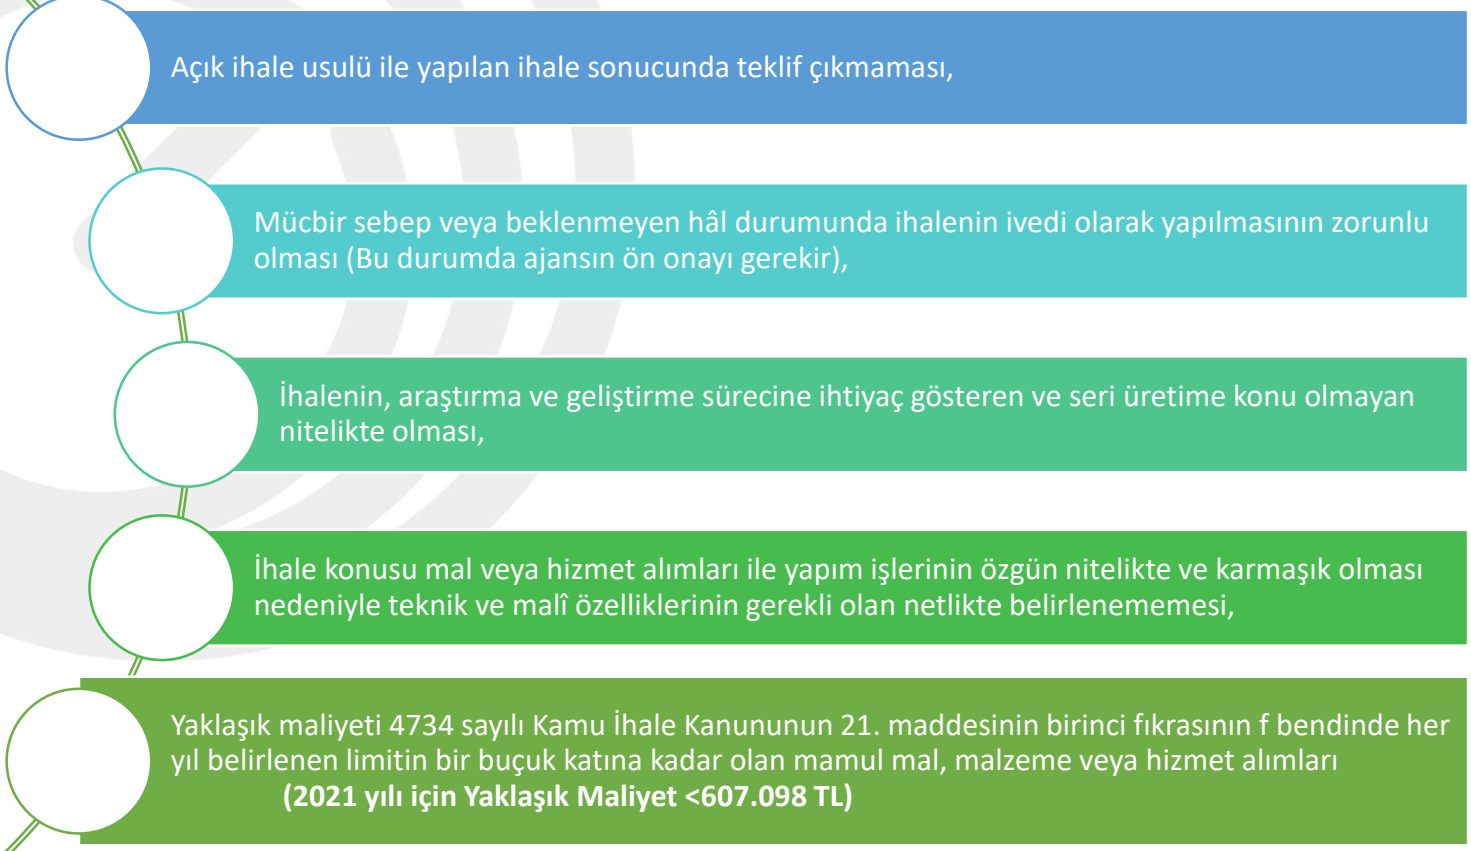 Açık ihale usulü ile yapılan ihale sonucunda teklif çıkmaması,
Mücbir sebep veya beklenmeyen hâl durumunda ihalenin ivedi olarak yapılmasının zorunlu
olması (Bu durumda ajansın ön onayı gerekir),
İhalenin, araştırma ve geliştirme sürecine ihtiyaç gösteren ve seri üretime konu olmayan
nitelikte olması,
İhale konusu mal veya hizmet alımları ile yapım işlerinin özgün nitelikte ve karmaşık olması
nedeniyle teknik ve malî özelliklerinin gerekli olan netlikte belirlenememesi,
Yaklaşık maliyeti 4734 sayılı Kamu İhale Kanununun 21. maddesinin birinci fıkrasının f bendinde her
yıl belirlenen limitin bir buçuk katına kadar olan mamul mal, malzeme veya hizmet alımları
(2021 yılı için Yaklaşık Maliyet <607.098 TL)